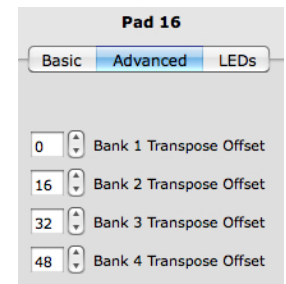 Pad 16
Basic Advanced LEDs
0 Bank 1 Transpose Offset
16 Bank 2 Transpose Offset
32 Bank 3 Transpose Offset
48 Bank 4 Transpose Offset